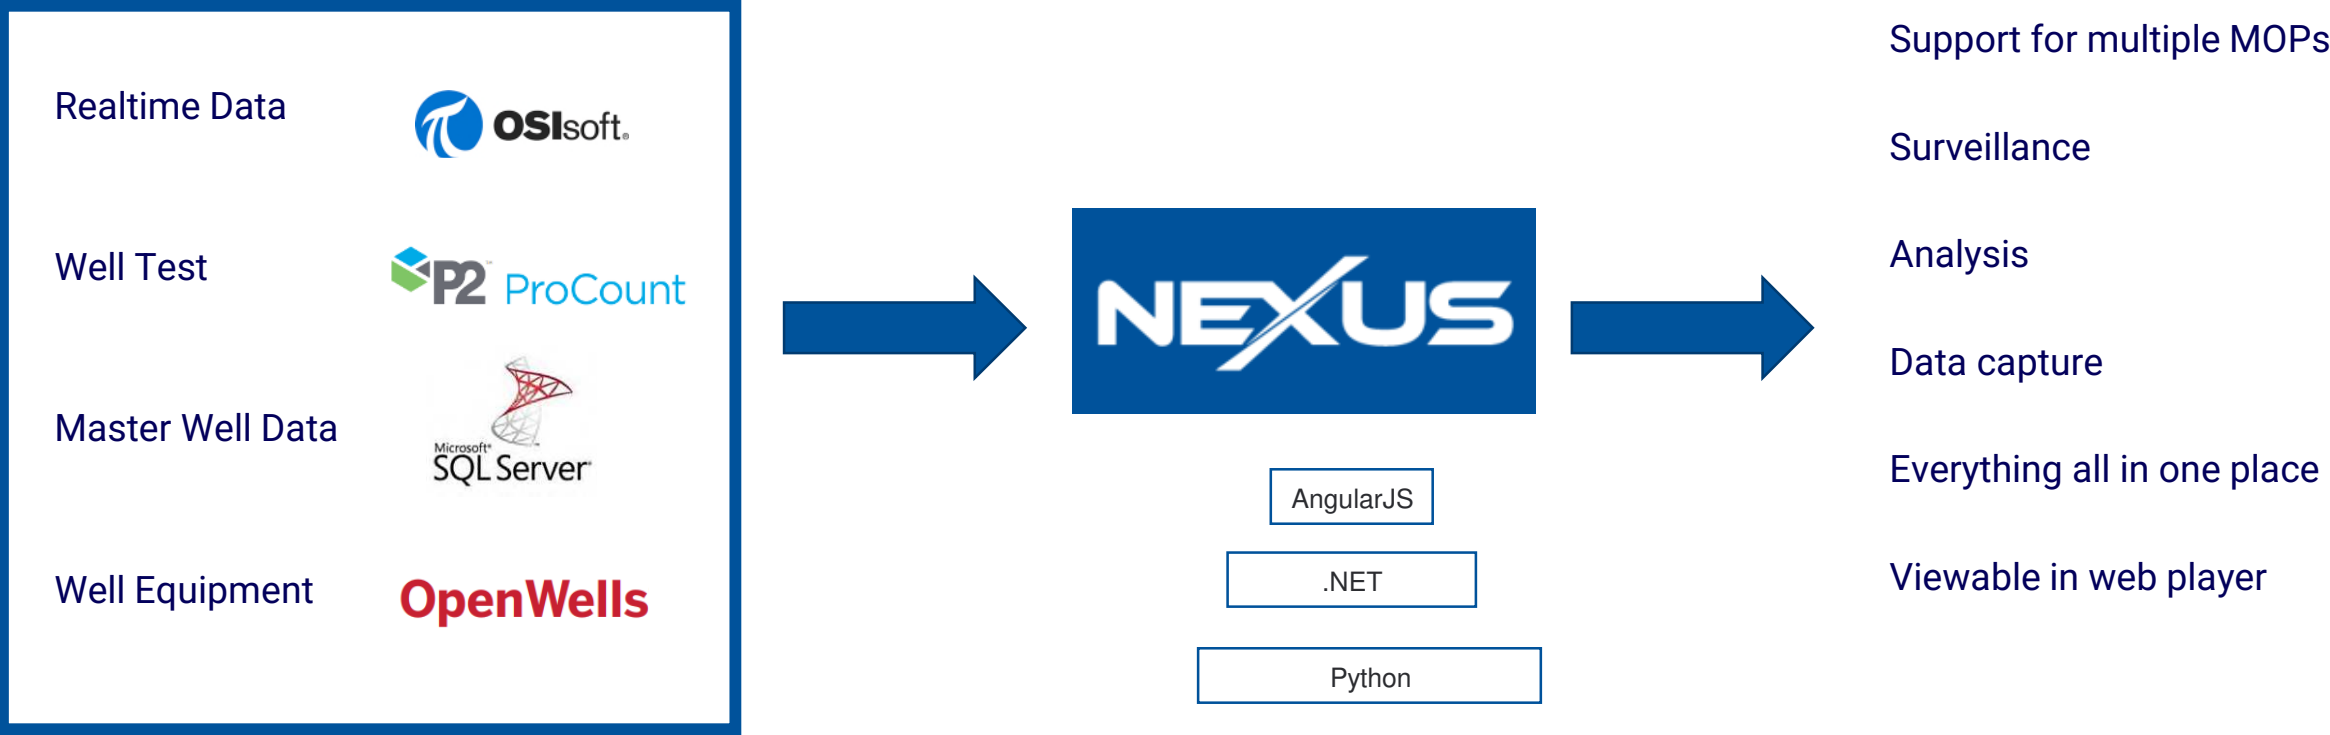 Realtime Data
OSIsoft®
Well Test
P2 ProCount
Master Well Data
Microsoft®
SQL Server
Well Equipment
OpenWells
NEXUS
AngularJS
.NET
Python
Support for multiple MOPs
Surveillance
Analysis
Data capture
Everything all in one place
Viewable in web player